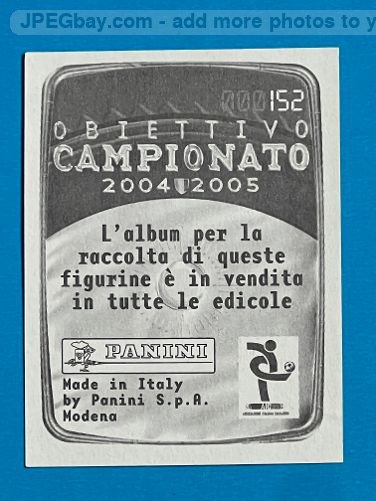 JPEGbay.com - add more photos to y
000152
OBIETTIVO
CAMPIONATO
2004 2005
L'album per la
raccolta di queste
figurine è in vendita
in tutte le edicole
PANINI
Made in Italy
by Panini S.p.A.
Modena